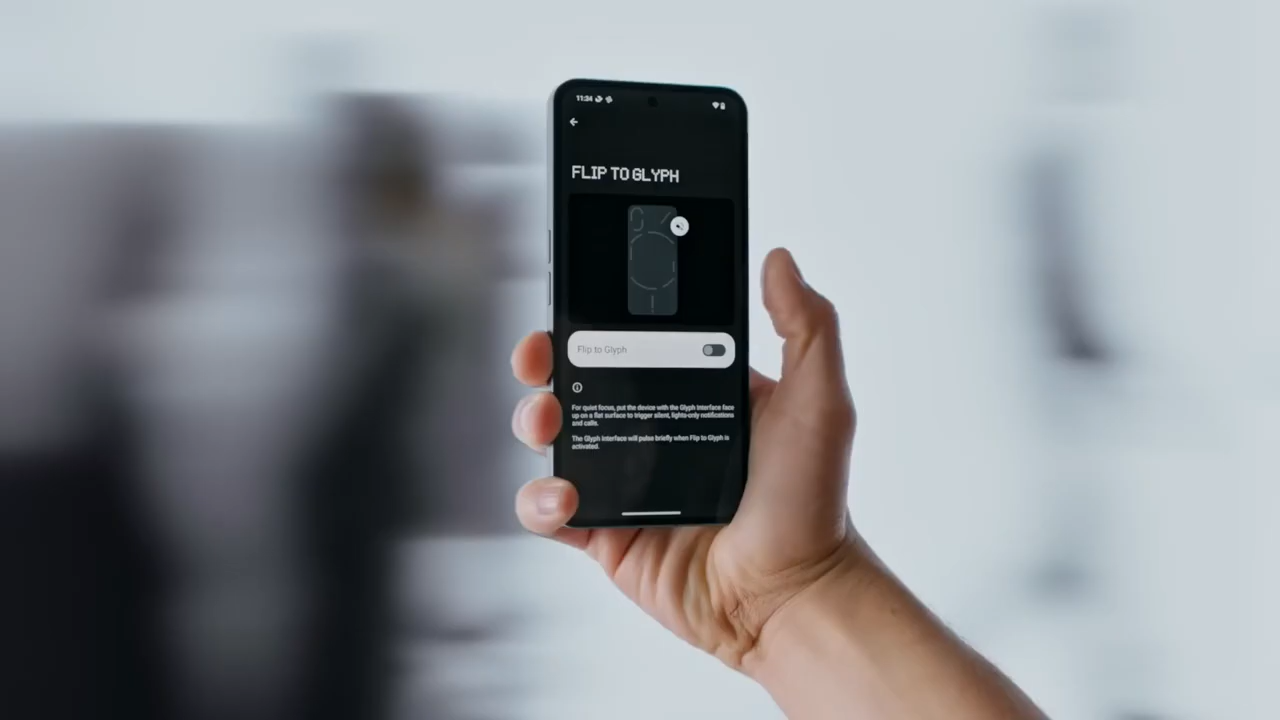 11:34
FLIP TO GLYPH
Flip to Glyph
For quiet focus, put the device with the Glyph Interface face
up on a flat surface to trigger silent, lights-only notifications
and calls.
The Glyph Interface will pulse briefly when Flip to Glyph is
activated.